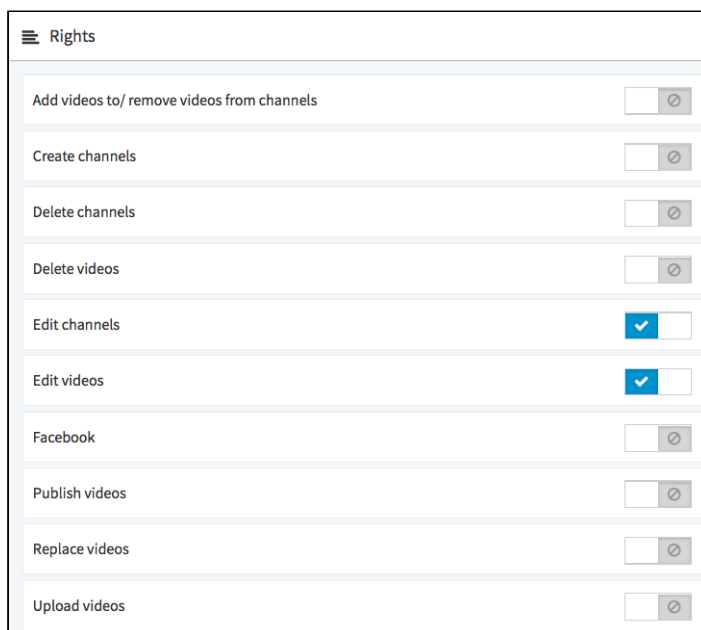 Rights
Add videos to/ remove videos from channels
Create channels
Delete channels
Delete videos
Edit channels
Edit videos
Facebook
Publish videos
Replace videos
Upload videos